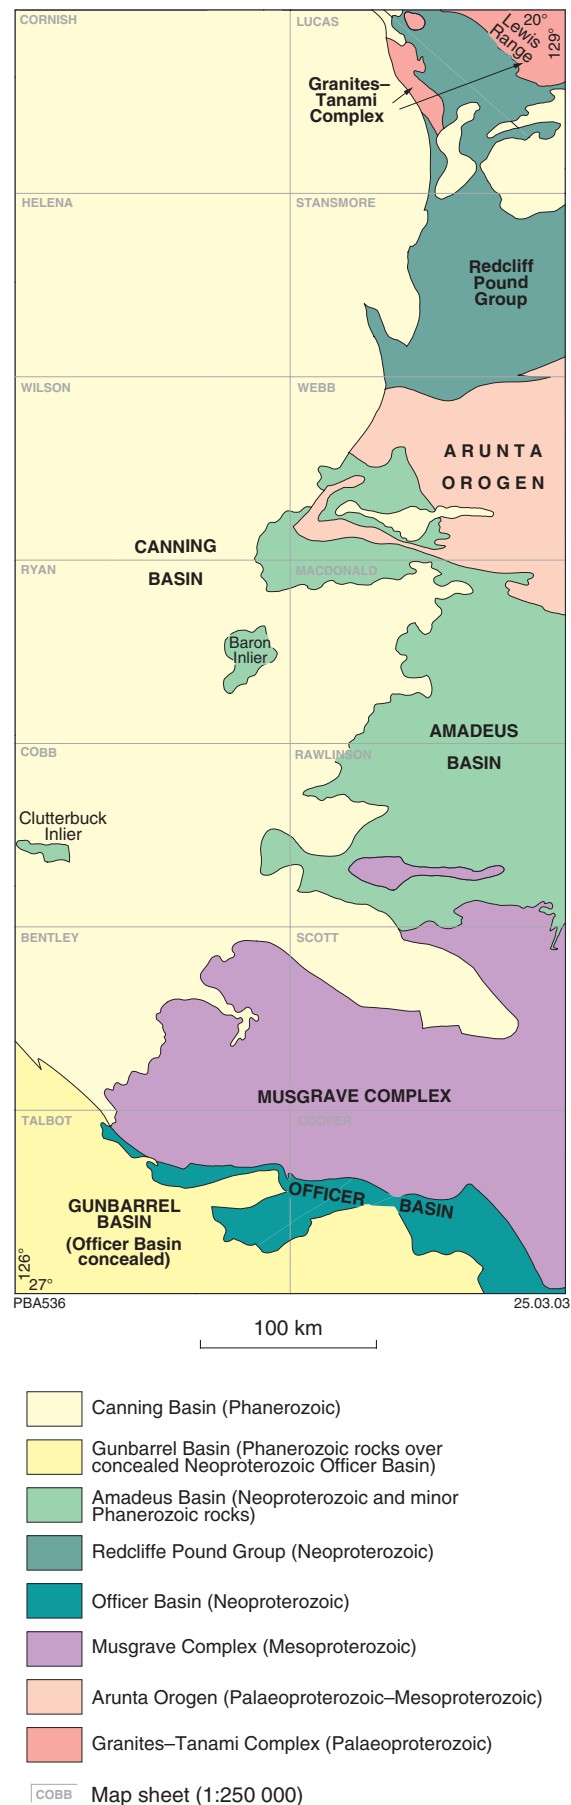 CORNISH
LUCAS
Lewis
Range
20°
129°
Granites–
Tanami
Complex
HELENA
STANSMORE
Redcliff
Pound
Group
WILSON
WEBB
ARUNTA
OROGEN
CANNING
BASIN
RYAN
MACDONALD
Baron
Inlier
AMADEUS
BASIN
COBB
RAWLINSON
Clutterbuck
Inlier
BENTLEY
SCOTT
MUSGRAVE COMPLEX
TALBOT
COOPER
OFFICER BASIN
GUNBARREL
BASIN
(Officer Basin
concealed)
126°
27°
PBA536
25.03.03
100 km
Canning Basin (Phanerozoic)
Gunbarrel Basin (Phanerozoic rocks over
concealed Neoproterozoic Officer Basin)
Amadeus Basin (Neoproterozoic and minor
Phanerozoic rocks)
Redcliffe Pound Group (Neoproterozoic)
Officer Basin (Neoproterozoic)
Musgrave Complex (Mesoproterozoic)
Arunta Orogen (Palaeoproterozoic–Mesoproterozoic)
Granites–Tanami Complex (Palaeoproterozoic)
COBB
Map sheet (1:250 000)